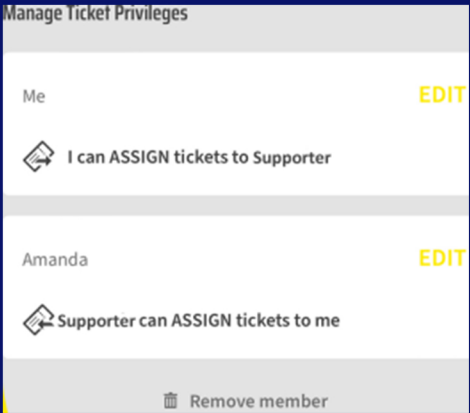 Manage Ticket Privileges
Me
EDIT
I can ASSIGN tickets to Supporter
Amanda
EDIT
Supporter can ASSIGN tickets to me
Remove member